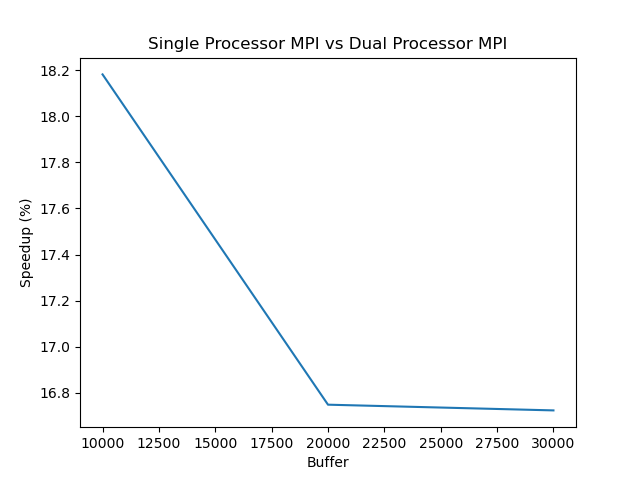 Single Processor MPI vs Dual Processor MPI
18.2
18.0
17.8
17.6
17.4
17.2
17.0
16.8
Speedup (%)
10000 12500 15000 17500 20000 22500 25000 27500 30000
Buffer